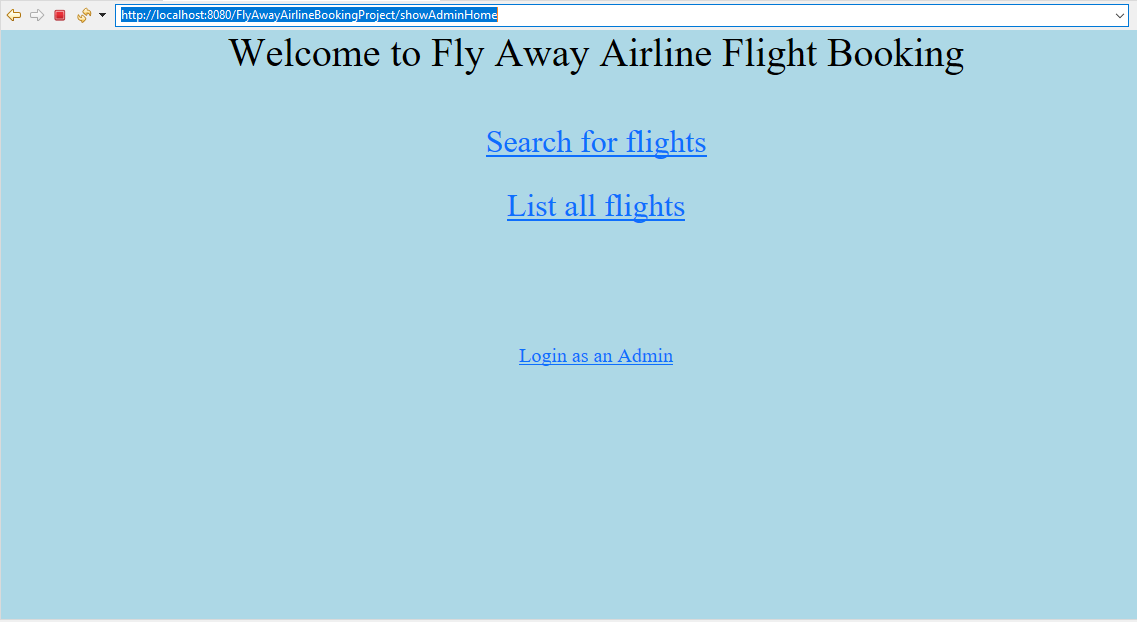 http://localhost:8080/FlyAwayAirlineBookingProject/showAdminHome
Welcome to Fly Away Airline Flight Booking
Search for flights
List all flights
Login as an Admin